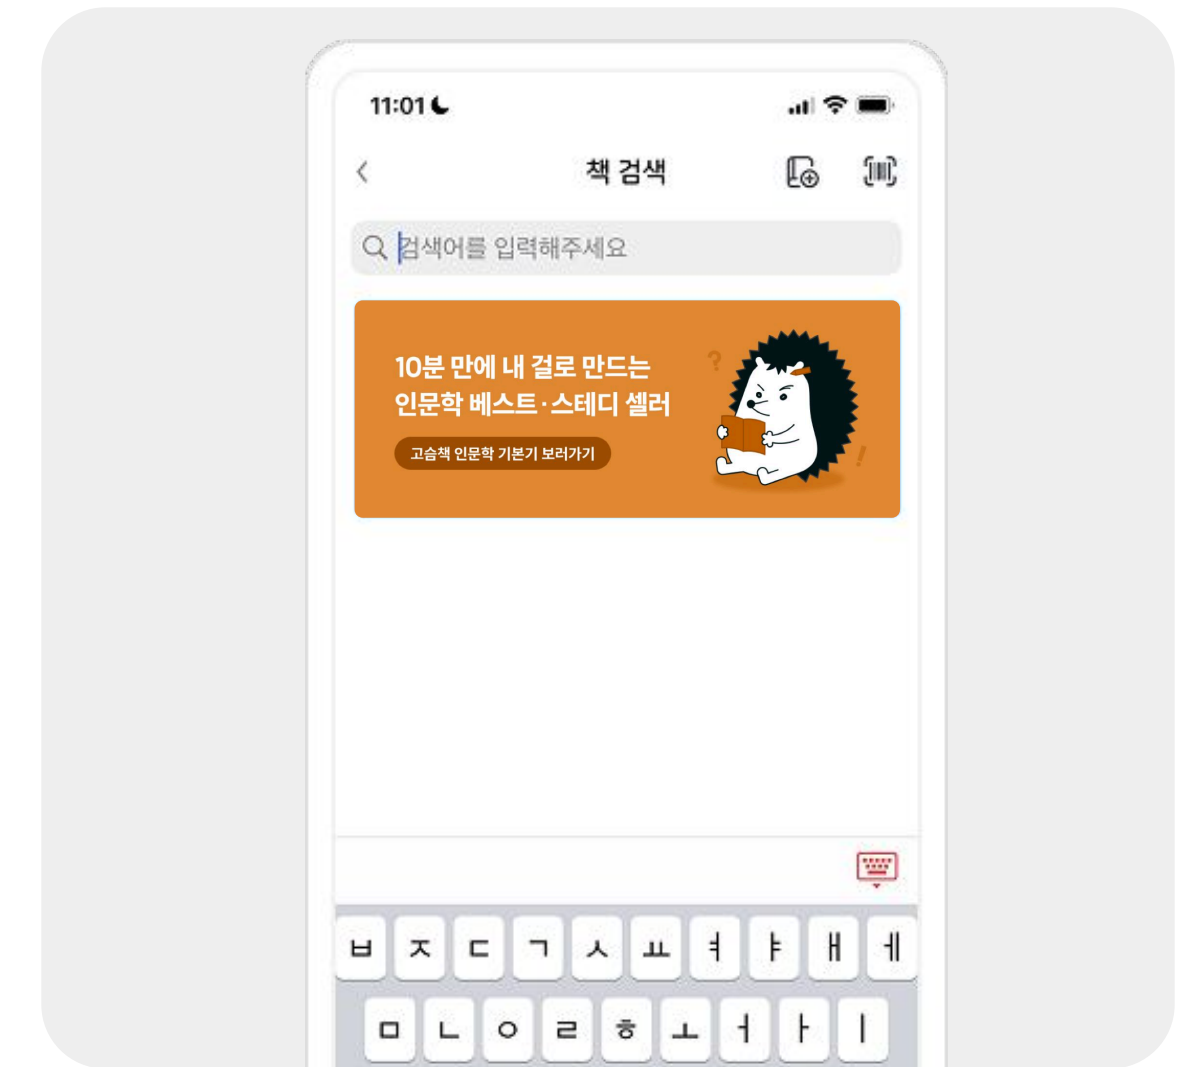 11:01
책 검색
검색어를 입력해주세요
10분 만에 내 걸로 만드는
인문학 베스트·스테디 셀러
고슴책 인문학 기본기 보러가기
?
!
ㅂ ㅈ ㄷ ㄱ ㅅ ㅛ ㅕ ㅑ ㅐ ㅔ
ㅁ ㄴ ㅇ ㄹ ㅎ ㅗ ㅓ ㅏ ㅣ